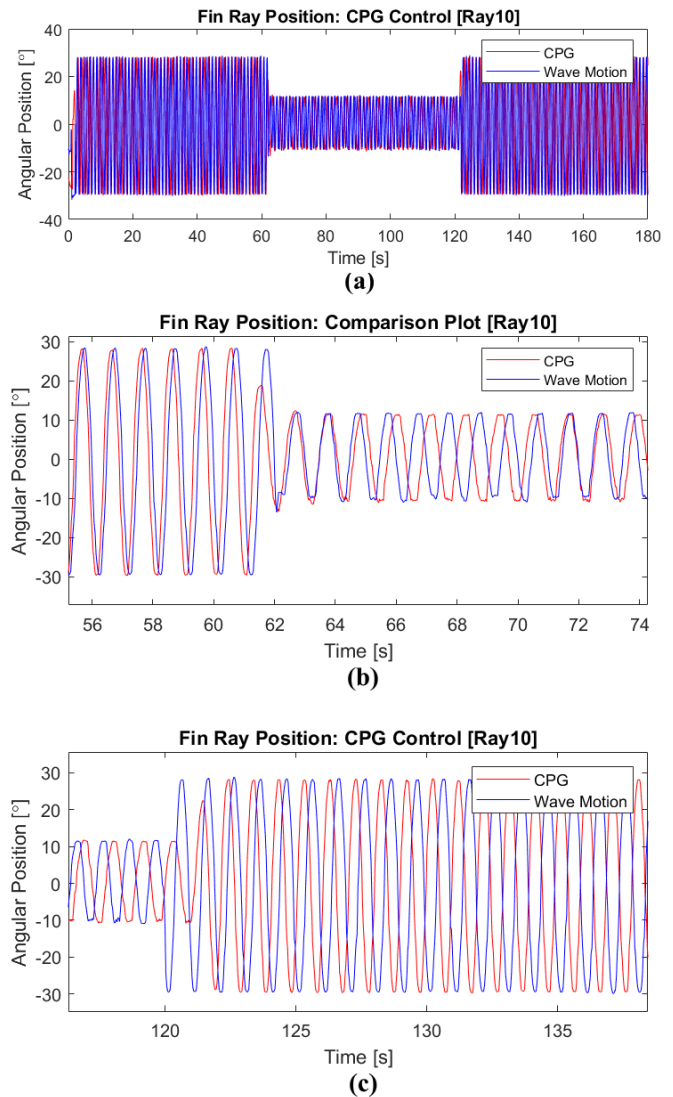 Fin Ray Position: CPG Control [Ray10]
Angular Position [°]
40
20
0
-20
-40
CPG
Wave Motion
0 20 40 60 80 100 120 140 160 180
Time [s]
(a)
Fin Ray Position: Comparison Plot [Ray10]
Angular Position [°]
30
20
10
0
-10
-20
-30
CPG
Wave Motion
56 58 60 62 64 66 68 70 72 74
Time [s]
(b)
Fin Ray Position: CPG Control [Ray10]
Angular Position [°]
30
20
10
0
-10
-20
-30
CPG
Wave Motion
120 125 130 135
Time [s]
(c)